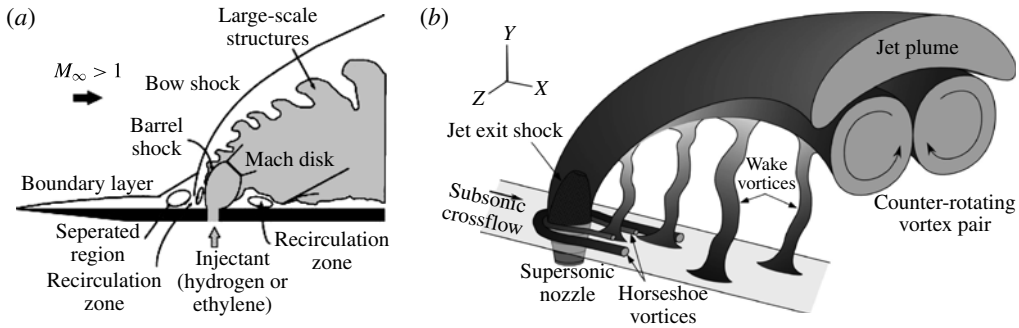 (a)
Large-scale
structures
M∞ > 1
Bow shock
Barrel
shock
Mach disk
Boundary layer
Seperated
region
Recirculation
zone
Injectant
(hydrogen or
ethylene)
Recirculation
zone
(b)
Y
X
Z
Jet plume
Jet exit shock
Wake
vortices
Subsonic
crossflow
Counter-rotating
vortex pair
Supersonic
nozzle
Horseshoe
vortices